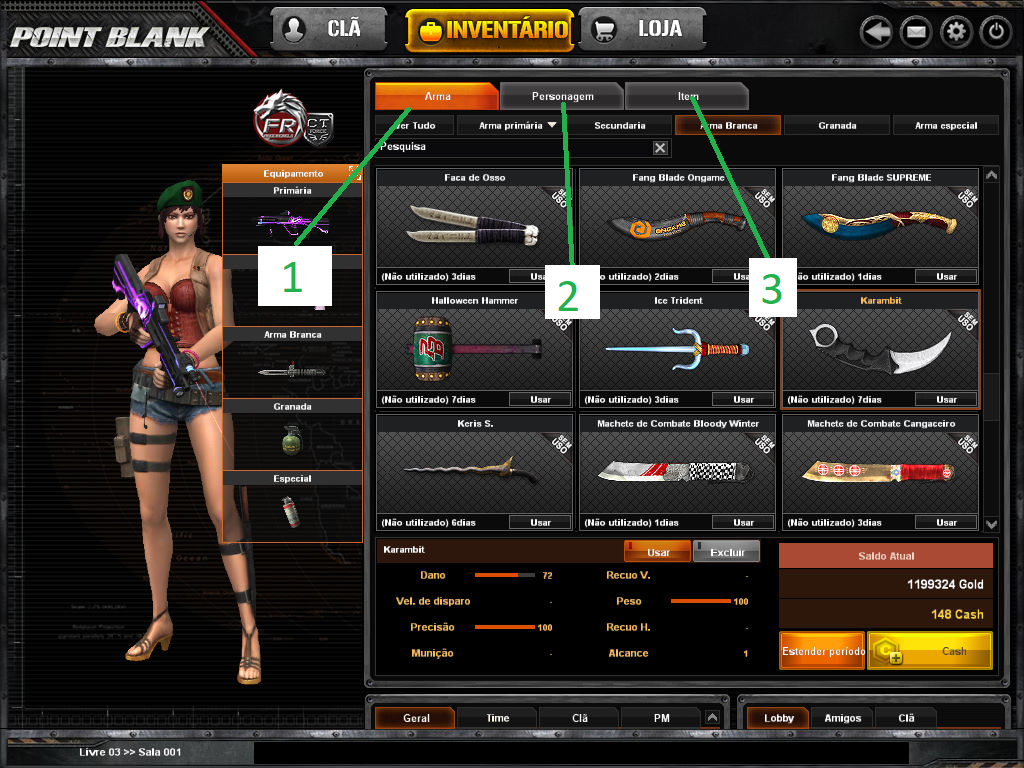 POINT BLANK
CLÃ
INVENTÁRIO
LOJA
Arma
Personagem
Item
Ver Tudo
Arma primária
Secundaria
Arma Branca
Granada
Arma especial
Pesquisa
FR
CT
FORCE
Equipamento
Primária
Arma Branca
Granada
Especial
1
2
3
Faca de Osso
SEM USO
(Não utilizado) 3dias
Usar
Fang Blade Ongame
SEM USO
utilizado) 2dias
Usar
Fang Blade SUPREME
SEM USO
(Não utilizado) 1dias
Usar
Halloween Hammer
(Não utilizado) 7dias
Usar
Ice Trident
(Não utilizado) 3dias
Usar
Karambit
SEM USO
(Não utilizado) 7dias
Usar
Keris S.
SEM USO
(Não utilizado) 6dias
Usar
Machete de Combate Bloody Winter
SEM USO
(Não utilizado) 1dias
Usar
Machete de Combate Cangaceiro
SEM USO
(Não utilizado) 3dias
Usar
Karambit
Usar
Excluir
Dano 72
Recuo V. -
Vel. de disparo -
Peso 100
Precisão 100
Recuo H. -
Munição -
Alcance 1
Saldo Atual
1199324 Gold
148 Cash
Estender período
Cash
Geral
Time
Clã
PM
Lobby
Amigos
Clã
Livre 03 >> Sala 001